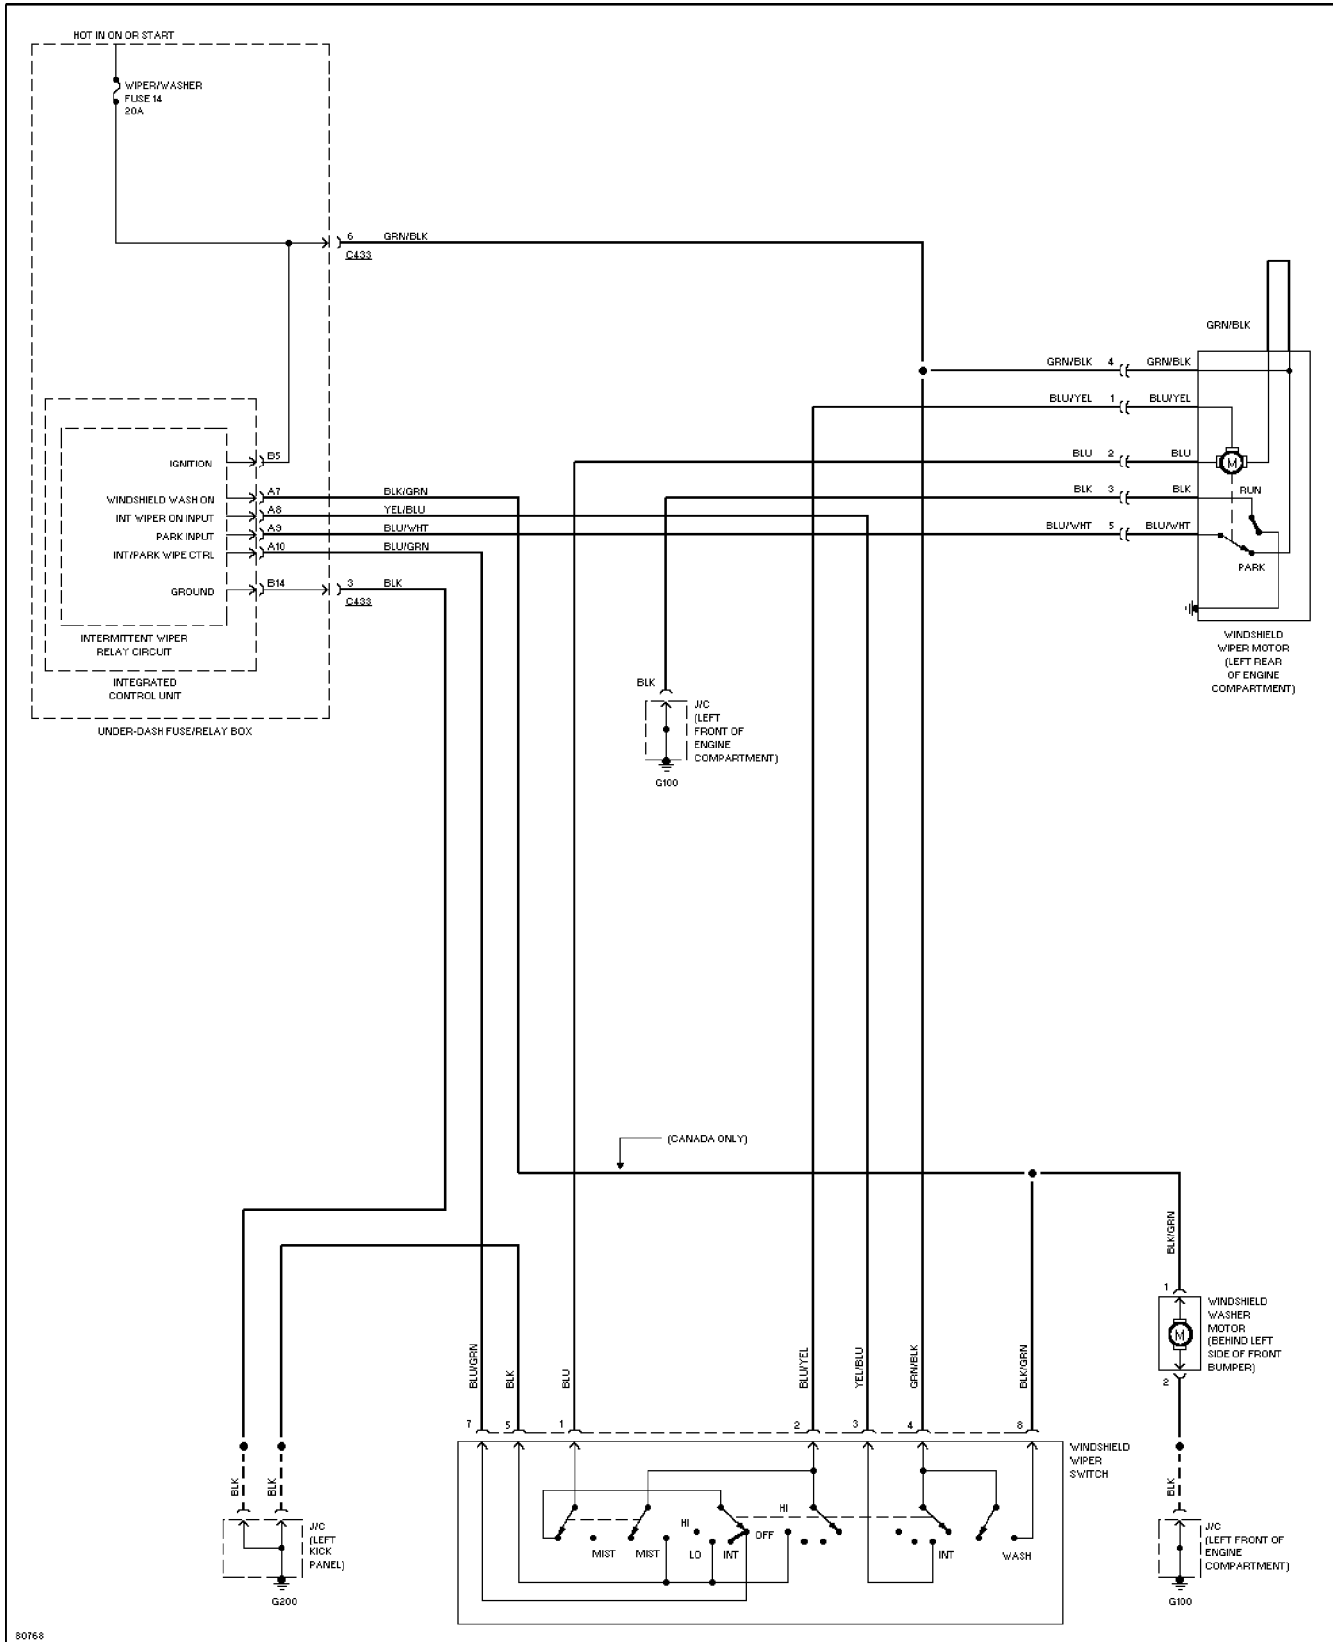 HOT IN ON OR START
WIPER/WASHER
FUSE 14
20A
6
GRN/BLK
C433
GRN/BLK
GRN/BLK
4
GRN/BLK
BLU/YEL
1
BLU/YEL
BLU
2
BLU
M
BLK
3
BLK
RUN
BLU/WHT
5
BLU/WHT
PARK
IGNITION
B5
WINDSHIELD WASH ON
A7
BLK/GRN
INT WIPER ON INPUT
A8
YEL/BLU
PARK INPUT
A9
BLU/WHT
INT/PARK WIPE CTRL
A10
BLU/GRN
GROUND
B14
3
BLK
C433
INTERMITTENT WIPER
RELAY CIRCUIT
INTEGRATED
CONTROL UNIT
UNDER-DASH FUSE/RELAY BOX
WINDSHIELD
WIPER MOTOR
(LEFT REAR
OF ENGINE
COMPARTMENT)
BLK
J/C
(LEFT
FRONT OF
ENGINE
COMPARTMENT)
G100
(CANADA ONLY)
BLK/GRN
1
WINDSHIELD
WASHER
MOTOR
(BEHIND LEFT
SIDE OF FRONT
BUMPER)
M
2
BLU/GRN
BLK
BLU
BLU/YEL
YEL/BLU
GRN/BLK
BLK/GRN
7
5
1
2
3
4
8
WINDSHIELD
WIPER
SWITCH
BLK
BLK
BLK
HI
HI
OFF
MIST
MIST
LO
INT
INT
WASH
J/C
(LEFT
KICK
PANEL)
G200
J/C
(LEFT FRONT OF
ENGINE
COMPARTMENT)
G100
80768